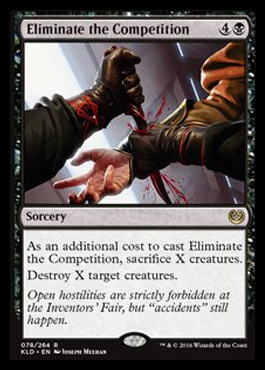 Eliminate the Competition 4
Sorcery
As an additional cost to cast Eliminate
the Competition, sacrifice X creatures.
Destroy X target creatures.
Open hostilities are strictly forbidden at
the Inventors' Fair, but "accidents" still
happen.
078/264 R
KLD • EN Joseph Meehan
™ & © 2016 Wizards of the Coast